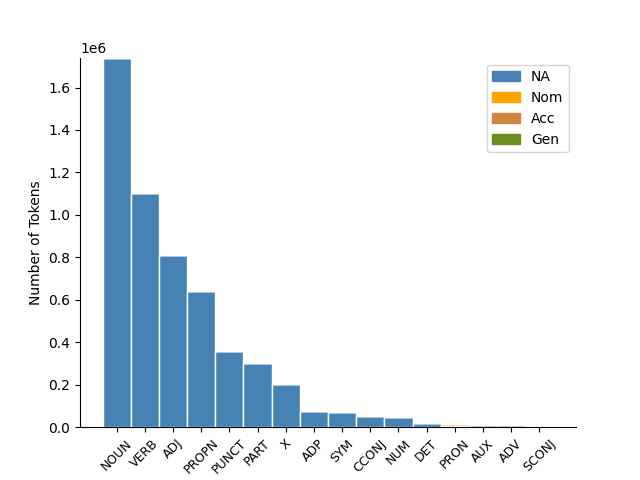 1e6
NA
Nom
Acc
Gen
Number of Tokens
1.6
1.4
1.2
1.0
0.8
0.6
0.4
0.2
0.0
NOUN VERB ADJ PROPN PUNCT PART X ADP SYM CCONJ NUM DET PRON AUX ADV SCONJ